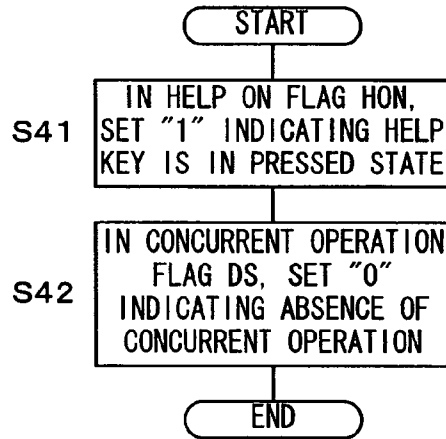 START
S41
IN HELP ON FLAG HON,
SET "1" INDICATING HELP
KEY IS IN PRESSED STATE
S42
IN CONCURRENT OPERATION
FLAG DS, SET "0"
INDICATING ABSENCE OF
CONCURRENT OPERATION
END